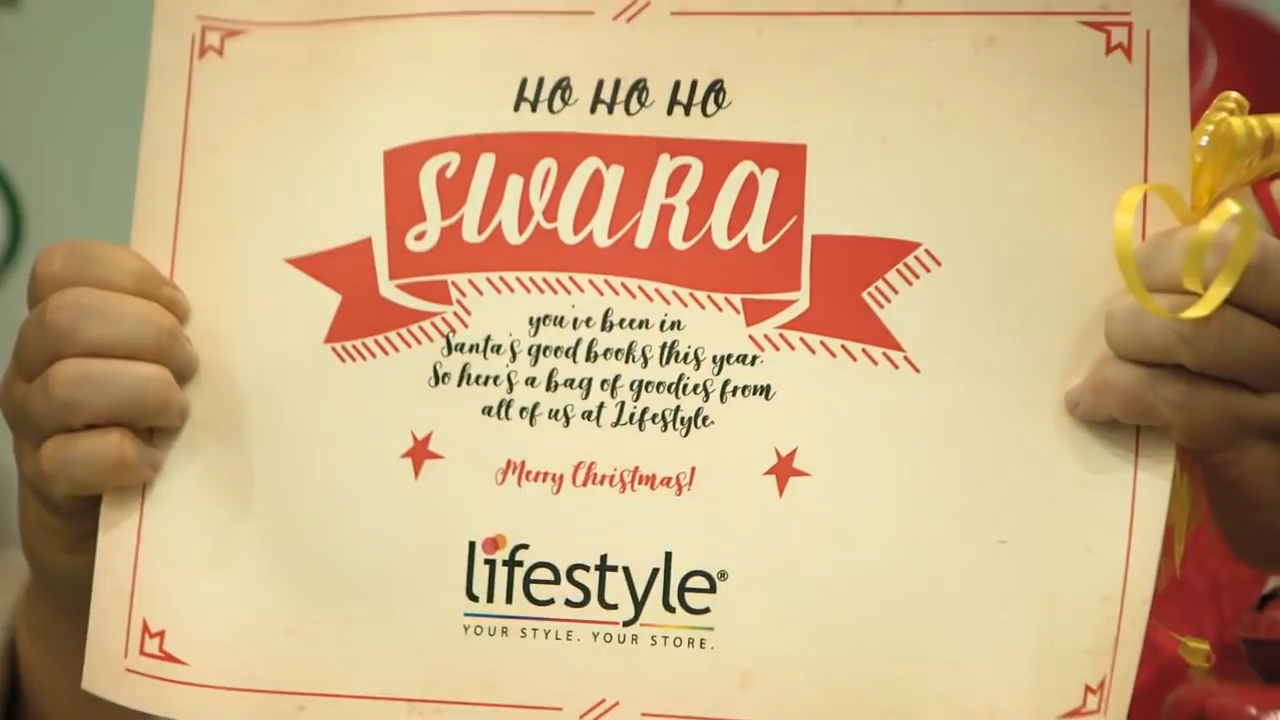 HO HO HO
SWARA
you've been in
Santa's good books this year.
So here's a bag of goodies from
all of us at Lifestyle.
Merry Christmas!
lifestyle®
YOUR STYLE. YOUR STORE.